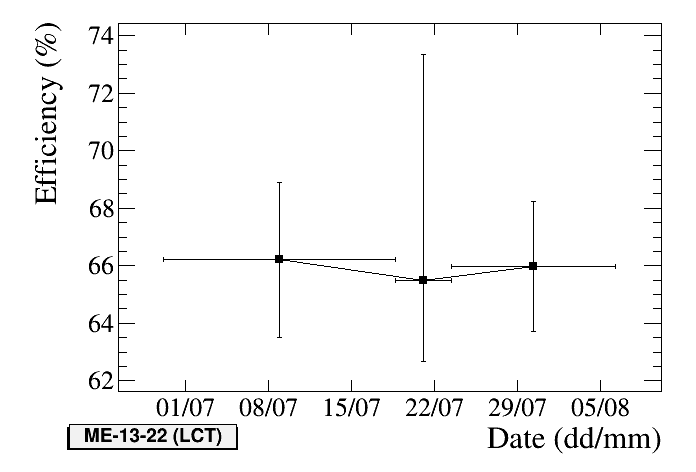 Efficiency (%)
74
72
70
68
66
64
62
01/07 08/07 15/07 22/07 29/07 05/08
ME-13-22 (LCT)
Date (dd/mm)